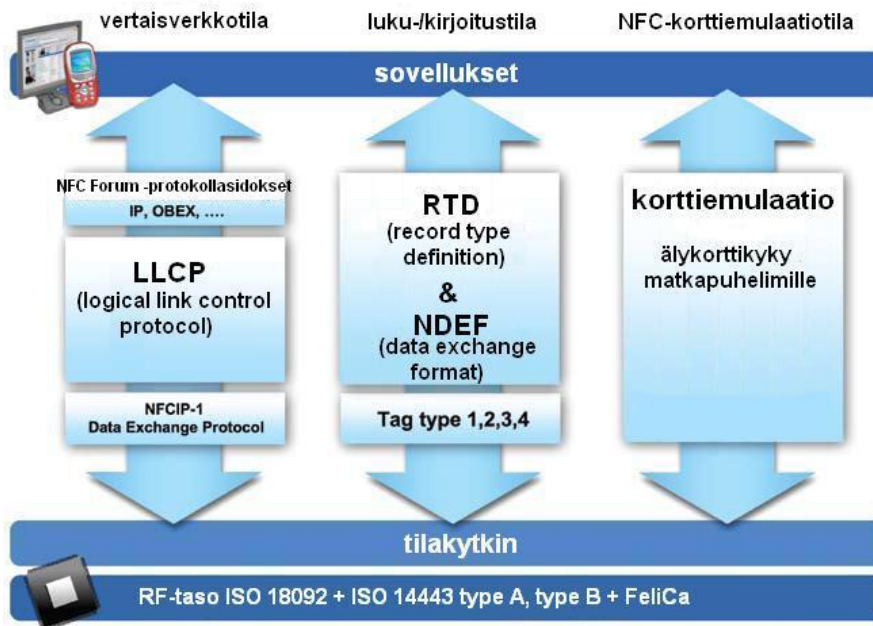 vertaisverkkotila
luku-/kirjoitustila
NFC-korttiemulaatiotila
sovellukset
NFC Forum -protokollasidokset
IP, OBEX, ....
LLCP
(logical link control
protocol)
NFCIP-1
Data Exchange Protocol
RTD
(record type
definition)
&
NDEF
(data exchange
format)
Tag type 1,2,3,4
korttiemulaatio
älykorttikyky
matkapuhelimille
tilakytkin
RF-taso ISO 18092 + ISO 14443 type A, type B + FeliCa